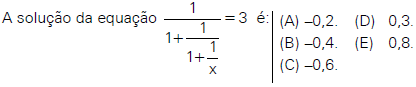 A solução da equação 1/(1+1/(1+1/x)) = 3 é:
(A) –0,2. (D) 0,3.
(B) –0,4. (E) 0,8.
(C) –0,6.